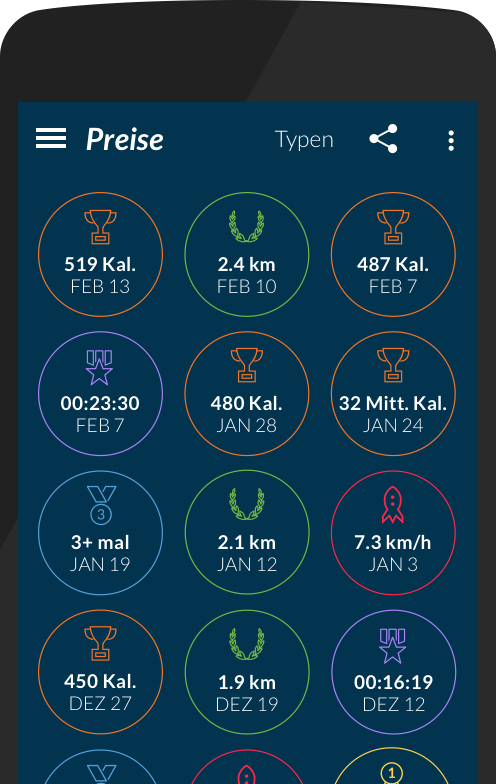 Preise Typen
519 Kal.
FEB 13
2.4 km
FEB 10
487 Kal.
FEB 7
00:23:30
FEB 7
480 Kal.
JAN 28
32 Mitt. Kal.
JAN 24
3
3+ mal
JAN 19
2.1 km
JAN 12
7.3 km/h
JAN 3
450 Kal.
DEZ 27
1.9 km
DEZ 19
00:16:19
DEZ 12
1